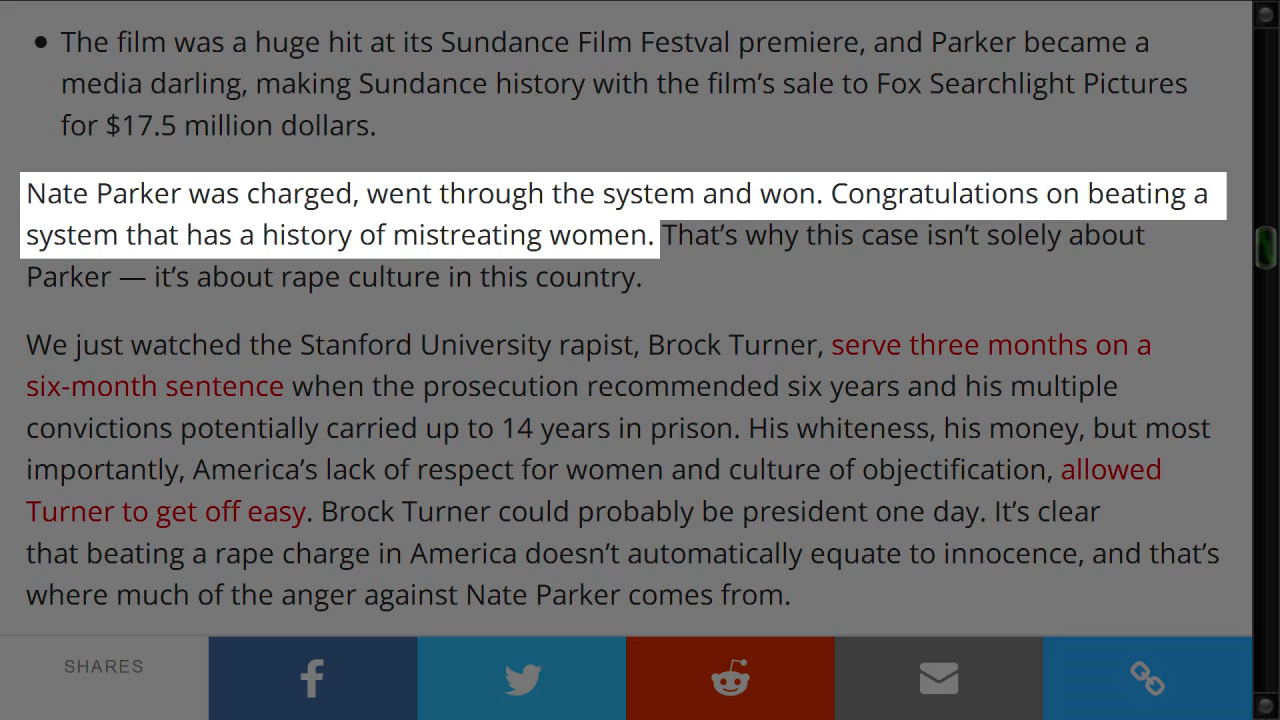 The film was a huge hit at its Sundance Film Festval premiere, and Parker became a
media darling, making Sundance history with the film’s sale to Fox Searchlight Pictures
for $17.5 million dollars.
Nate Parker was charged, went through the system and won. Congratulations on beating a
system that has a history of mistreating women. That’s why this case isn’t solely about
Parker — it’s about rape culture in this country.
We just watched the Stanford University rapist, Brock Turner, serve three months on a
six-month sentence when the prosecution recommended six years and his multiple
convictions potentially carried up to 14 years in prison. His whiteness, his money, but most
importantly, America’s lack of respect for women and culture of objectification, allowed
Turner to get off easy. Brock Turner could probably be president one day. It’s clear
that beating a rape charge in America doesn’t automatically equate to innocence, and that’s
where much of the anger against Nate Parker comes from.
SHARES